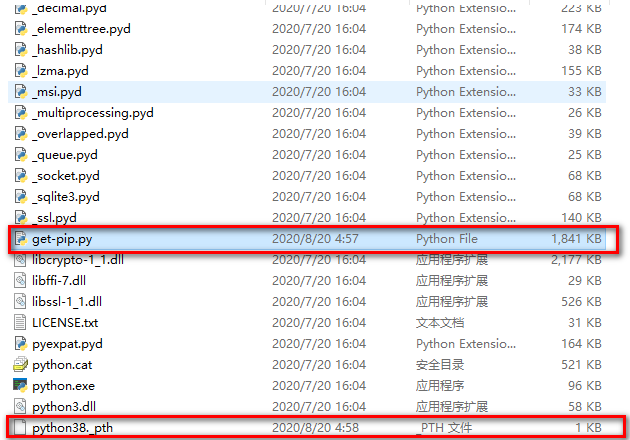 _decimal.pyd 2020/7/20 16:04 Python Extensio... 223 KB
_elementtree.pyd 2020/7/20 16:04 Python Extensio... 174 KB
_hashlib.pyd 2020/7/20 16:04 Python Extensio... 38 KB
_lzma.pyd 2020/7/20 16:04 Python Extensio... 155 KB
_msi.pyd 2020/7/20 16:04 Python Extensio... 33 KB
_multiprocessing.pyd 2020/7/20 16:04 Python Extensio... 26 KB
_overlapped.pyd 2020/7/20 16:04 Python Extensio... 39 KB
_queue.pyd 2020/7/20 16:04 Python Extensio... 25 KB
_socket.pyd 2020/7/20 16:04 Python Extensio... 68 KB
_sqlite3.pyd 2020/7/20 16:04 Python Extensio... 68 KB
_ssl.pyd 2020/7/20 16:04 Python Extensio... 140 KB
get-pip.py 2020/8/20 4:57 Python File 1,841 KB
libcrypto-1_1.dll 2020/7/20 16:04 应用程序扩展 2,177 KB
libffi-7.dll 2020/7/20 16:04 应用程序扩展 29 KB
libssl-1_1.dll 2020/7/20 16:04 应用程序扩展 526 KB
LICENSE.txt 2020/7/20 16:04 文本文档 31 KB
pyexpat.pyd 2020/7/20 16:04 Python Extensio... 164 KB
python.cat 2020/7/20 16:04 安全目录 521 KB
python.exe 2020/7/20 16:04 应用程序 96 KB
python3.dll 2020/7/20 16:04 应用程序扩展 58 KB
python38._pth 2020/8/20 4:58 _PTH 文件 1 KB